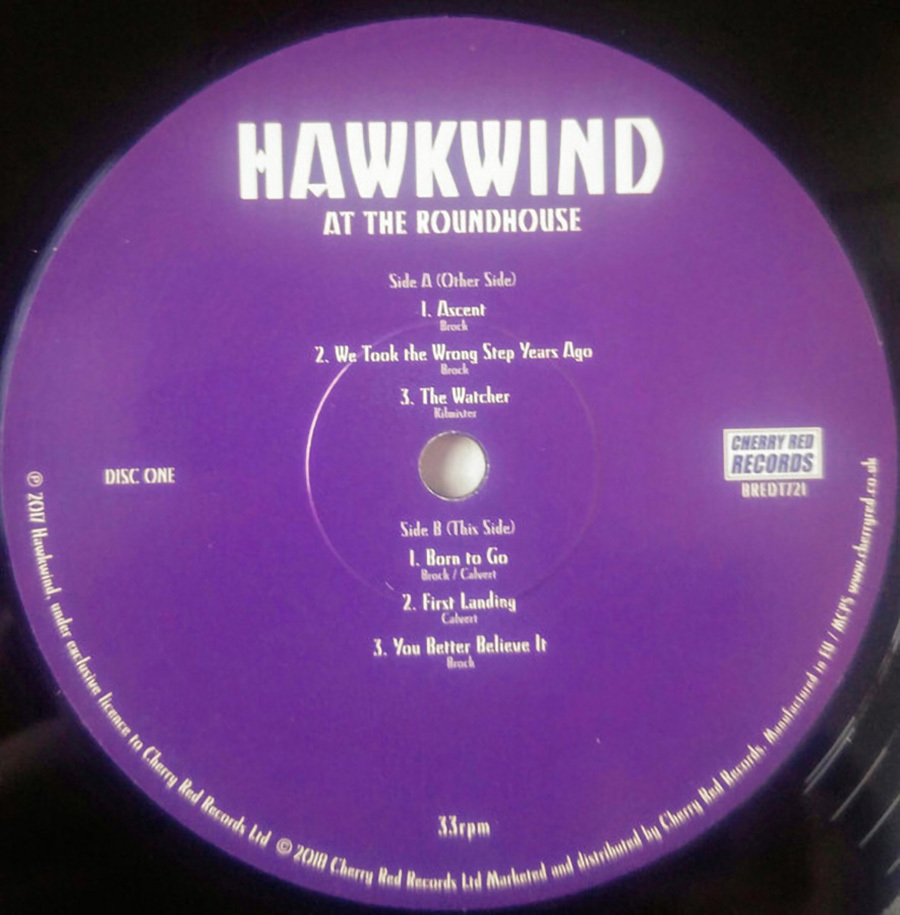 HAWKWIND
AT THE ROUNDHOUSE
Side A (Other Side)
1. Ascent
Brock
2. We Took the Wrong Step Years Ago
Brock
3. The Watcher
Kilmister
DISC ONE
CHERRY RED
RECORDS
BREDT721
Side B (This Side)
1. Born to Go
Brock / Calvert
2. First Landing
Calvert
3. You Better Believe It
Brock
33rpm
℗ 2017 Hawkwind, under exclusive licence to Cherry Red Records Ltd © 2018 Cherry Red Records Ltd Marketed and distributed by Cherry Red Records. Manufactured in EU / MCPS www.cherryred.co.uk